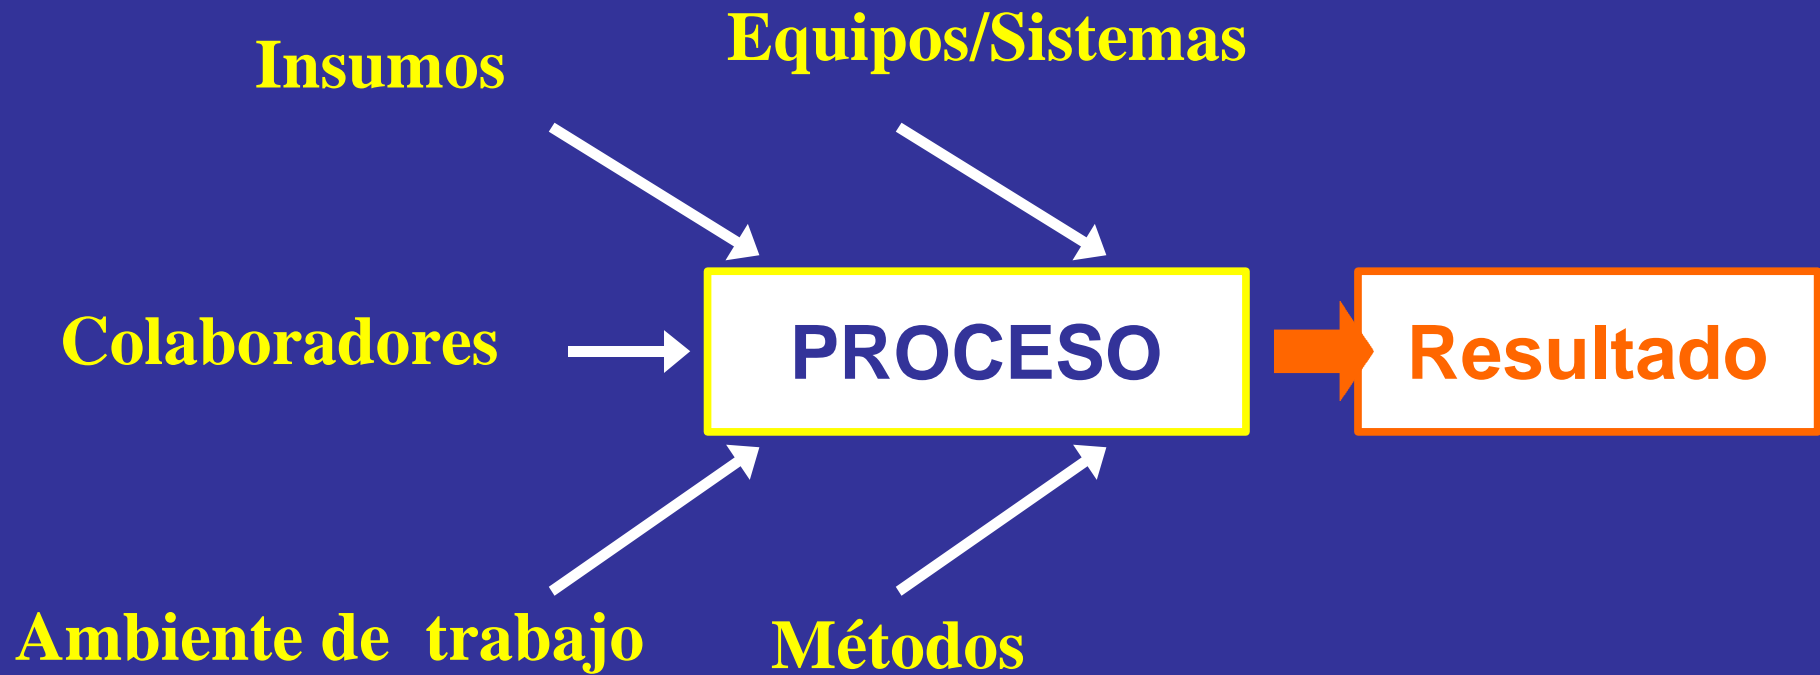 Equipos/Sistemas
Insumos
Colaboradores
PROCESO
Resultado
Ambiente de  trabajo
Métodos